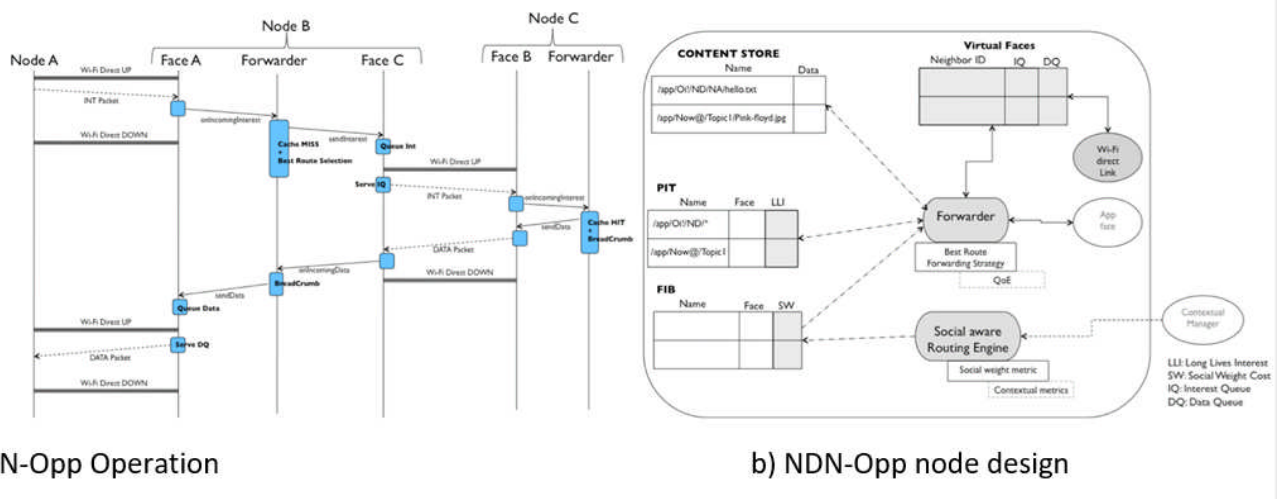 Node B
Node C
Node A
Face A
Forwarder
Face C
Face B
Forwarder
Wi-Fi Direct UP
INT Packet
onIncomingInterest
Wi-Fi Direct DOWN
Cache MISS
+
Best Route Selection
sendInterest
Queue Int
Wi-Fi Direct UP
Serve IQ
INT Packet
onIncomingInterest
Cache HIT
+
BreadCrumb
sendData
DATA Packet
onIncomingData
Wi-Fi Direct DOWN
BreadCrumb
sendData
Queue Data
Wi-Fi Direct UP
Serve DQ
DATA Packet
Wi-Fi Direct DOWN
N-Opp Operation
CONTENT STORE
Name
Data
/app/Oi!/ND/NA/hello.txt
/app/Now@/Topic1/Pink-floyd.jpg
Virtual Faces
Neighbor ID
IQ
DQ
Wi-Fi
direct
Link
PIT
Name
Face
LLI
/app/Oi!/ND/*
/app/Now@/Topic1
Forwarder
App
face
Best Route
Forwarding Strategy
QoE
FIB
Name
Face
SW
Social aware
Routing Engine
Social weight metric
Contextual metrics
Contextual
Manager
LLI: Long Lives Interest
SW: Social Weight Cost
IQ: Interest Queue
DQ: Data Queue
b) NDN-Opp node design